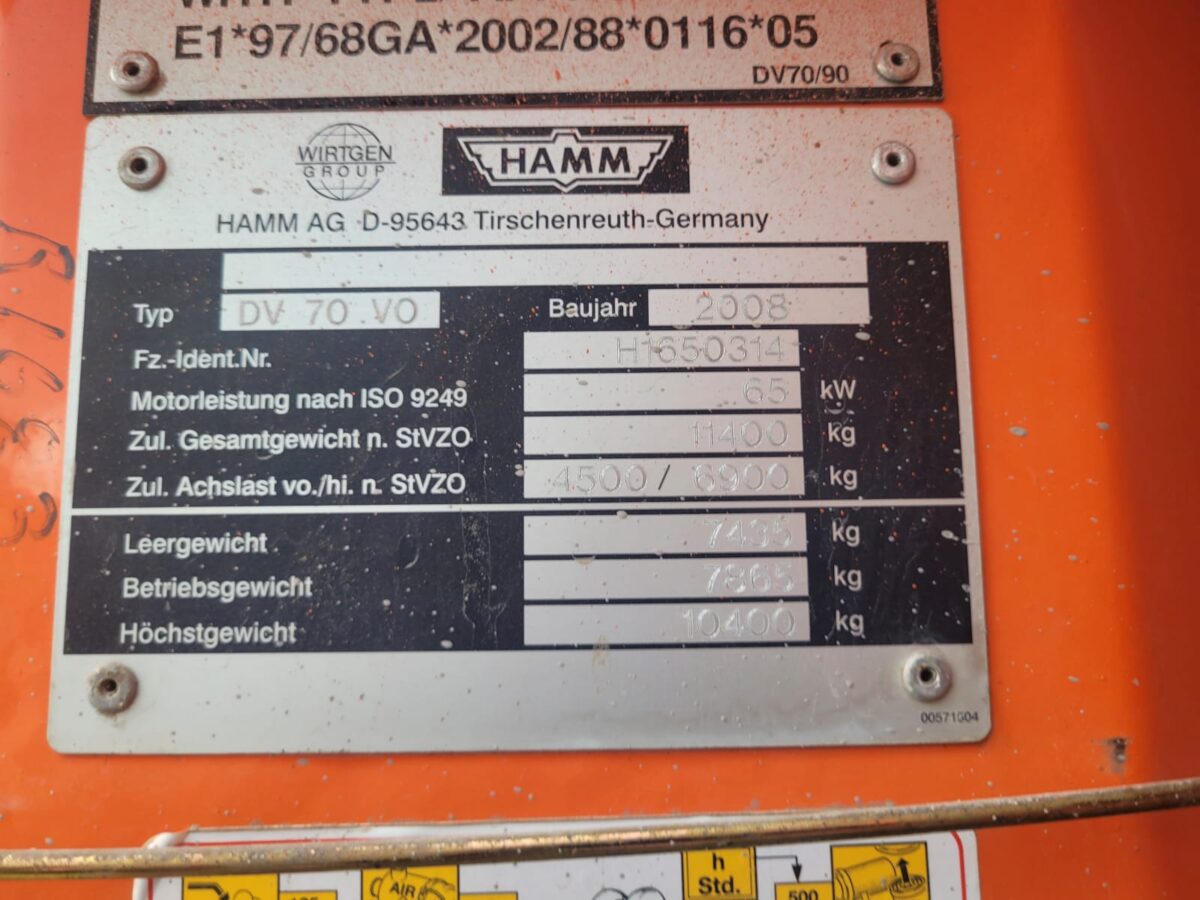 E1*97/68GA*2002/88*0116*05
DV70/90
WIRTGEN
GROUP
HAMM
HAMM AG D-95643 Tirschenreuth-Germany
Typ DV 70 VO Baujahr 2008
Fz.-Ident.Nr. H1650314
Motorleistung nach ISO 9249 65 kW
Zul. Gesamtgewicht n. StVZO 11400 kg
Zul. Achslast vo./hi. n. StVZO 4500 / 6900 kg
Leergewicht 7435 kg
Betriebsgewicht 7865 kg
Höchstgewicht 10400 kg
00571504
h
Std.
AIR
500